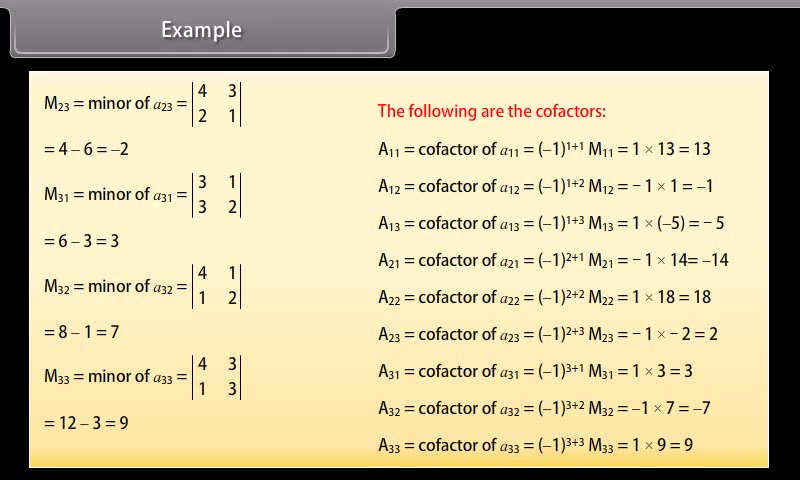 Example
M₂₃ = minor of a₂₃ = |4 3|
|2 1|
= 4 – 6 = –2
M₃₁ = minor of a₃₁ = |3 1|
|3 2|
= 6 – 3 = 3
M₃₂ = minor of a₃₂ = |4 1|
|1 2|
= 8 – 1 = 7
M₃₃ = minor of a₃₃ = |4 3|
|1 3|
= 12 – 3 = 9
The following are the cofactors:
A₁₁ = cofactor of a₁₁ = (–1)¹⁺¹ M₁₁ = 1 × 13 = 13
A₁₂ = cofactor of a₁₂ = (–1)¹⁺² M₁₂ = – 1 × 1 = –1
A₁₃ = cofactor of a₁₃ = (–1)¹⁺³ M₁₃ = 1 × (–5) = – 5
A₂₁ = cofactor of a₂₁ = (–1)²⁺¹ M₂₁ = – 1 × 14= –14
A₂₂ = cofactor of a₂₂ = (–1)²⁺² M₂₂ = 1 × 18 = 18
A₂₃ = cofactor of a₂₃ = (–1)²⁺³ M₂₃ = – 1 × – 2 = 2
A₃₁ = cofactor of a₃₁ = (–1)³⁺¹ M₃₁ = 1 × 3 = 3
A₃₂ = cofactor of a₃₂ = (–1)³⁺² M₃₂ = –1 × 7 = –7
A₃₃ = cofactor of a₃₃ = (–1)³⁺³ M₃₃ = 1 × 9 = 9